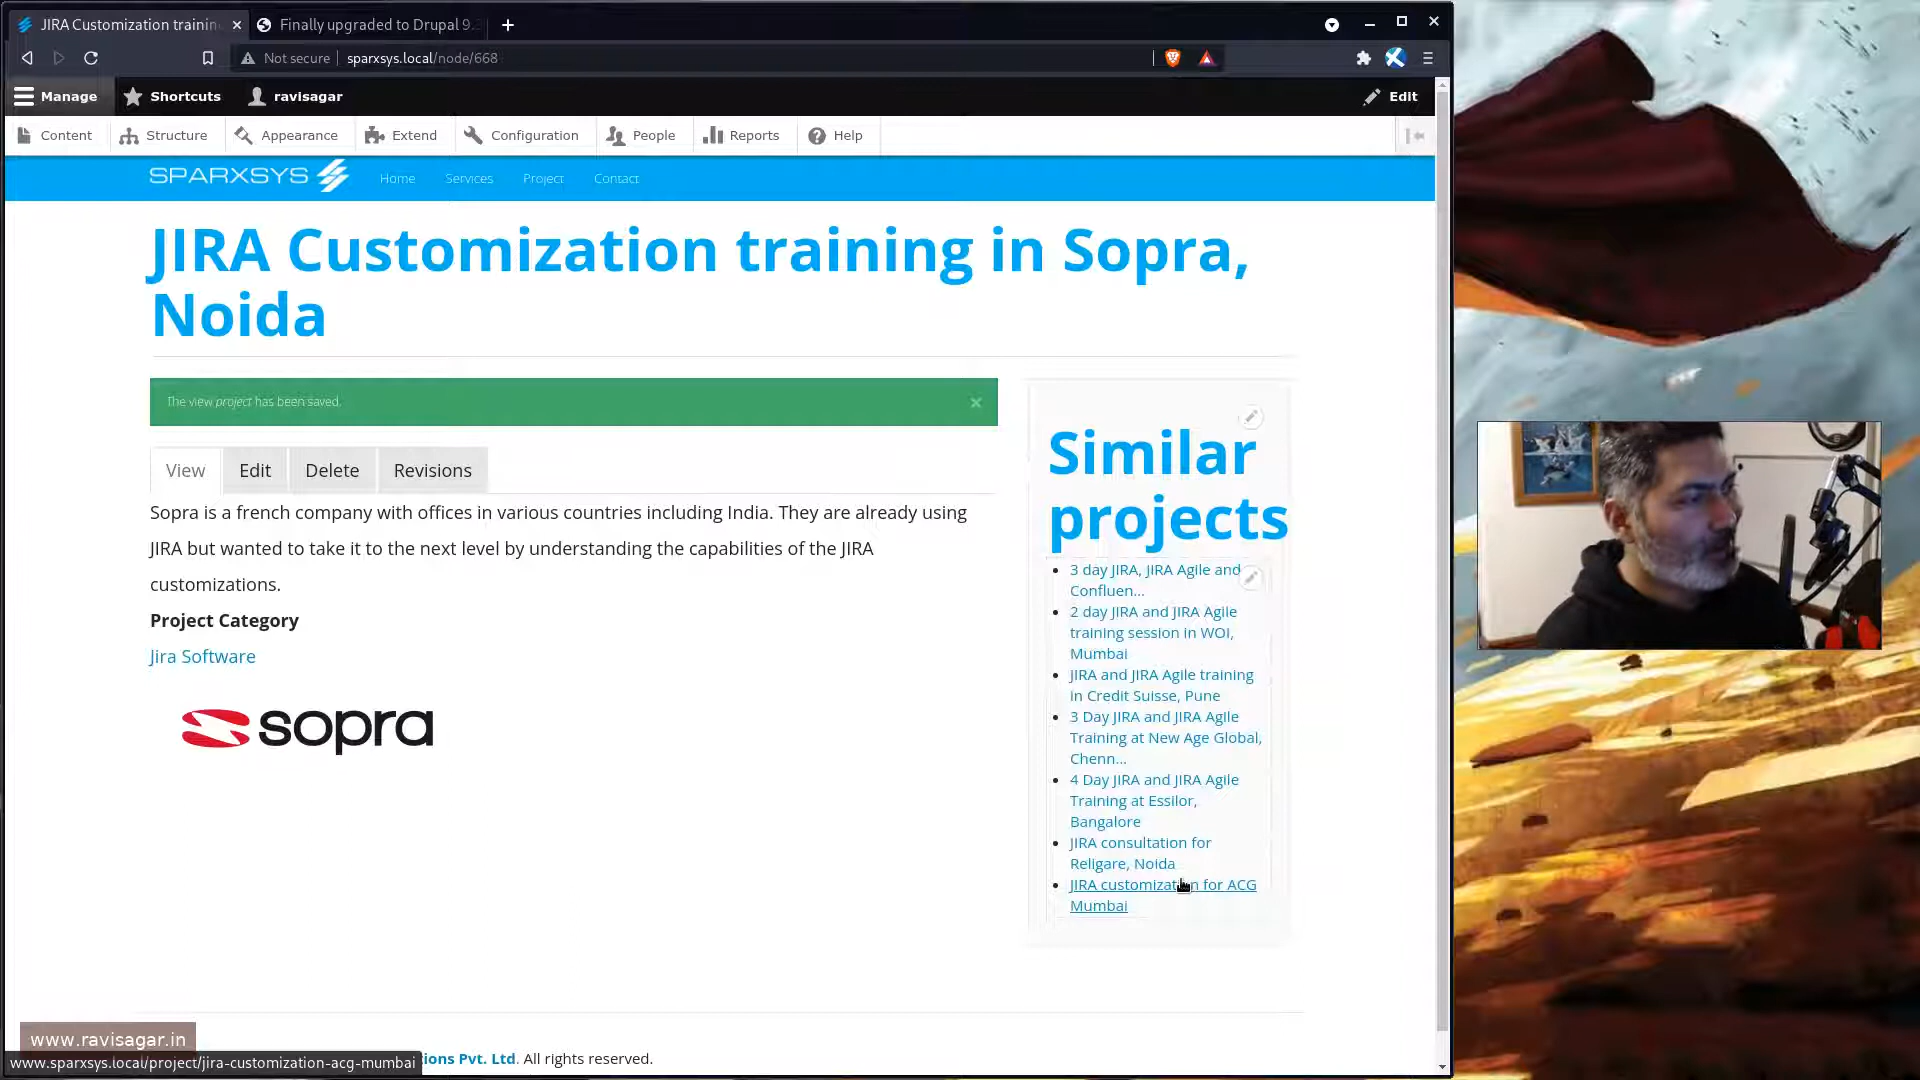 JIRA Customization trainin
Finally upgraded to Drupal 9.
Not secure
sparxsys.local/node/668
Manage
Shortcuts
ravisagar
Edit
Content
Structure
Appearance
Extend
Configuration
People
Reports
Help
SPARXSYS
Home
Services
Project
Contact
JIRA Customization training in Sopra,
Noida
The view project has been saved.
View
Edit
Delete
Revisions
Sopra is a french company with offices in various countries including India. They are already using
JIRA but wanted to take it to the next level by understanding the capabilities of the JIRA
customizations.
Project Category
Jira Software
sopra
Similar
projects
3 day JIRA, JIRA Agile and
Confluen...
2 day JIRA and JIRA Agile
training session in WOI,
Mumbai
JIRA and JIRA Agile training
in Credit Suisse, Pune
3 Day JIRA and JIRA Agile
Training at New Age Global,
Chenn...
4 Day JIRA and JIRA Agile
Training at Essilor,
Bangalore
JIRA consultation for
Religare, Noida
JIRA customization for ACG
Mumbai
www.ravisagar.in
ions Pvt. Ltd. All rights reserved.
www.sparxsys.local/project/jira-customization-acg-mumbai